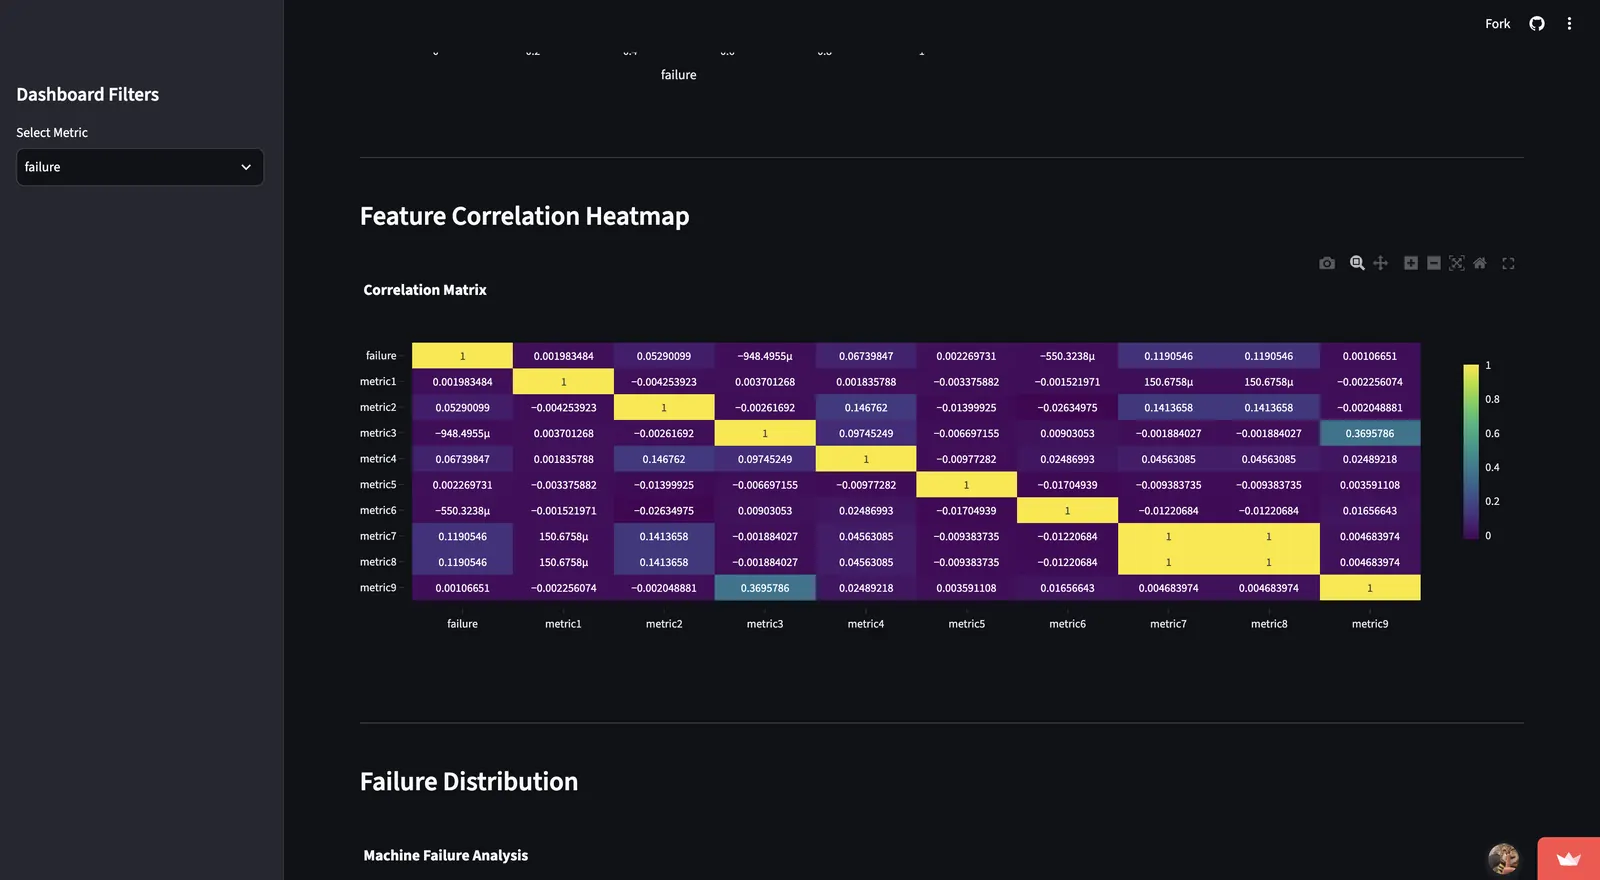 Fork
Dashboard Filters
Select Metric
failure
0 0.2 0.4 0.6 0.8 1
failure
Feature Correlation Heatmap
Correlation Matrix
failure 1 0.001983484 0.05290099 −948.4955μ 0.06739847 0.002269731 −550.3238μ 0.1190546 0.1190546 0.00106651
metric1 0.001983484 1 −0.004253923 0.003701268 0.001835788 −0.003375882 −0.001521971 150.6758μ 150.6758μ −0.002256074
metric2 0.05290099 −0.004253923 1 −0.00261692 0.146762 −0.01399925 −0.02634975 0.1413658 0.1413658 −0.002048881
metric3 −948.4955μ 0.003701268 −0.00261692 1 0.09745249 −0.006697155 0.00903053 −0.001884027 −0.001884027 0.3695786
metric4 0.06739847 0.001835788 0.146762 0.09745249 1 −0.00977282 0.02486993 0.04563085 0.04563085 0.02489218
metric5 0.002269731 −0.003375882 −0.01399925 −0.006697155 −0.00977282 1 −0.01704939 −0.009383735 −0.009383735 0.003591108
metric6 −550.3238μ −0.001521971 −0.02634975 0.00903053 0.02486993 −0.01704939 1 −0.01220684 −0.01220684 0.01656643
metric7 0.1190546 150.6758μ 0.1413658 −0.001884027 0.04563085 −0.009383735 −0.01220684 1 1 0.004683974
metric8 0.1190546 150.6758μ 0.1413658 −0.001884027 0.04563085 −0.009383735 −0.01220684 1 1 0.004683974
metric9 0.00106651 −0.002256074 −0.002048881 0.3695786 0.02489218 0.003591108 0.01656643 0.004683974 0.004683974 1
failure metric1 metric2 metric3 metric4 metric5 metric6 metric7 metric8 metric9
1
0.8
0.6
0.4
0.2
0
Failure Distribution
Machine Failure Analysis